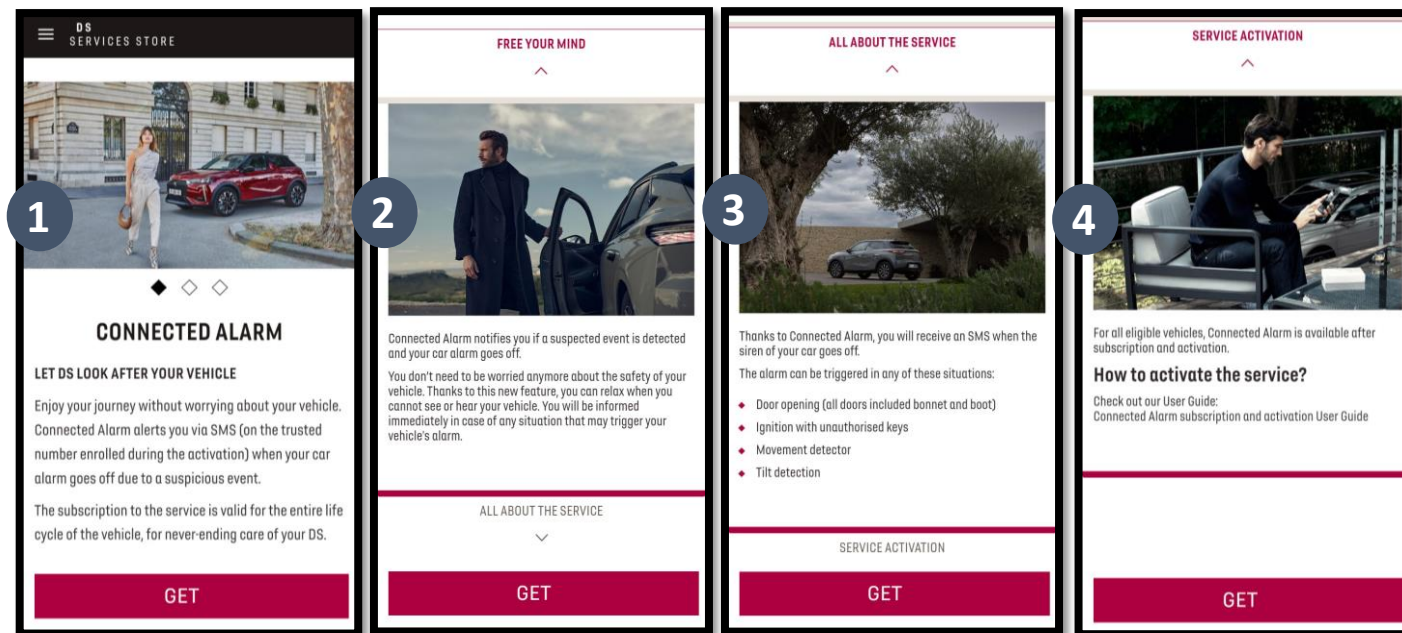 DS
SERVICES STORE
1
CONNECTED ALARM
LET DS LOOK AFTER YOUR VEHICLE
Enjoy your journey without worrying about your vehicle.
Connected Alarm alerts you via SMS (on the trusted
number enrolled during the activation) when your car
alarm goes off due to a suspicious event.
The subscription to the service is valid for the entire life
cycle of the vehicle, for never-ending care of your DS.
GET
FREE YOUR MIND
2
Connected Alarm notifies you if a suspected event is detected
and your car alarm goes off.
You don't need to be worried anymore about the safety of your
vehicle. Thanks to this new feature, you can relax when you
cannot see or hear your vehicle. You will be informed
immediately in case of any situation that may trigger your
vehicle's alarm.
ALL ABOUT THE SERVICE
GET
ALL ABOUT THE SERVICE
3
Thanks to Connected Alarm, you will receive an SMS when the
siren of your car goes off.
The alarm can be triggered in any of these situations:
Door opening (all doors included bonnet and boot)
Ignition with unauthorised keys
Movement detector
Tilt detection
SERVICE ACTIVATION
GET
SERVICE ACTIVATION
4
For all eligible vehicles, Connected Alarm is available after
subscription and activation.
How to activate the service?
Check out our User Guide:
Connected Alarm subscription and activation User Guide
GET